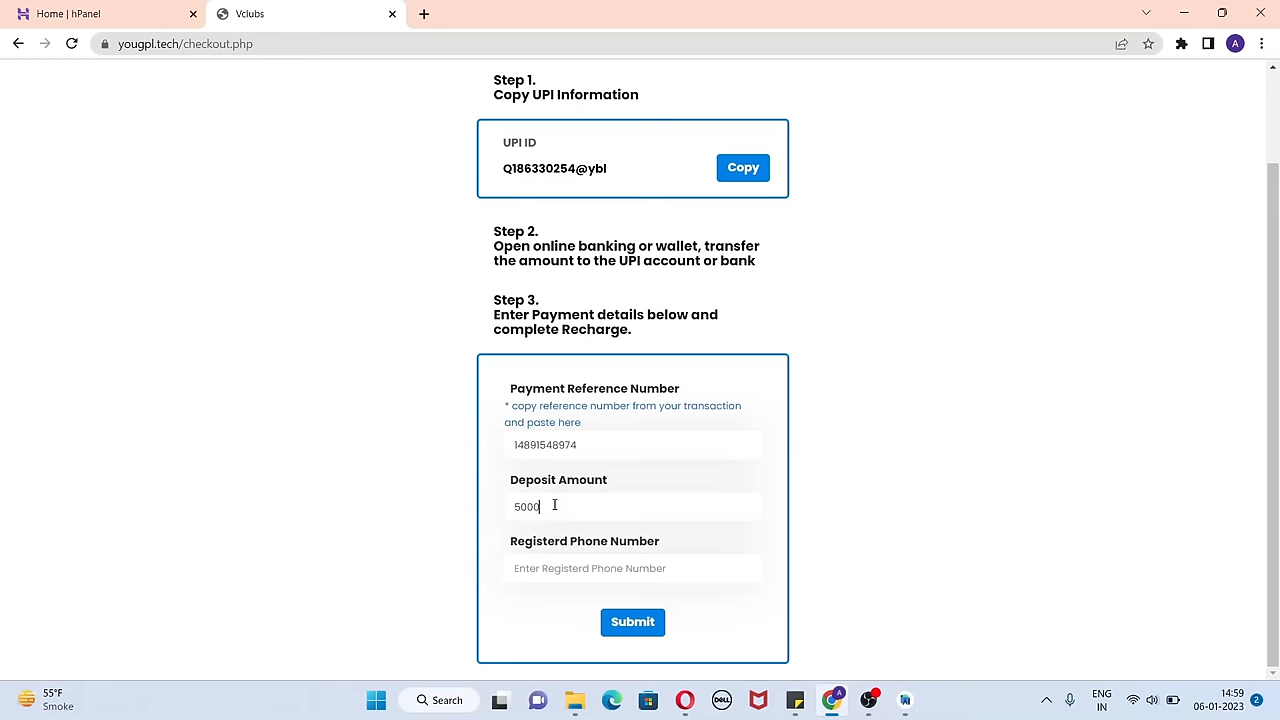 Home | hPanel
Vclubs
yougpl.tech/checkout.php
A
Step 1.
Copy UPI Information
UPI ID
Q186330254@ybl
Copy
Step 2.
Open online banking or wallet, transfer
the amount to the UPI account or bank
Step 3.
Enter Payment details below and
complete Recharge.
Payment Reference Number
* copy reference number from your transaction
and paste here
14891548974
Deposit Amount
5000
Registerd Phone Number
Enter Registerd Phone Number
Submit
55°F
Smoke
Search
DELL
A
ENG
IN
14:59
06-01-2023
2